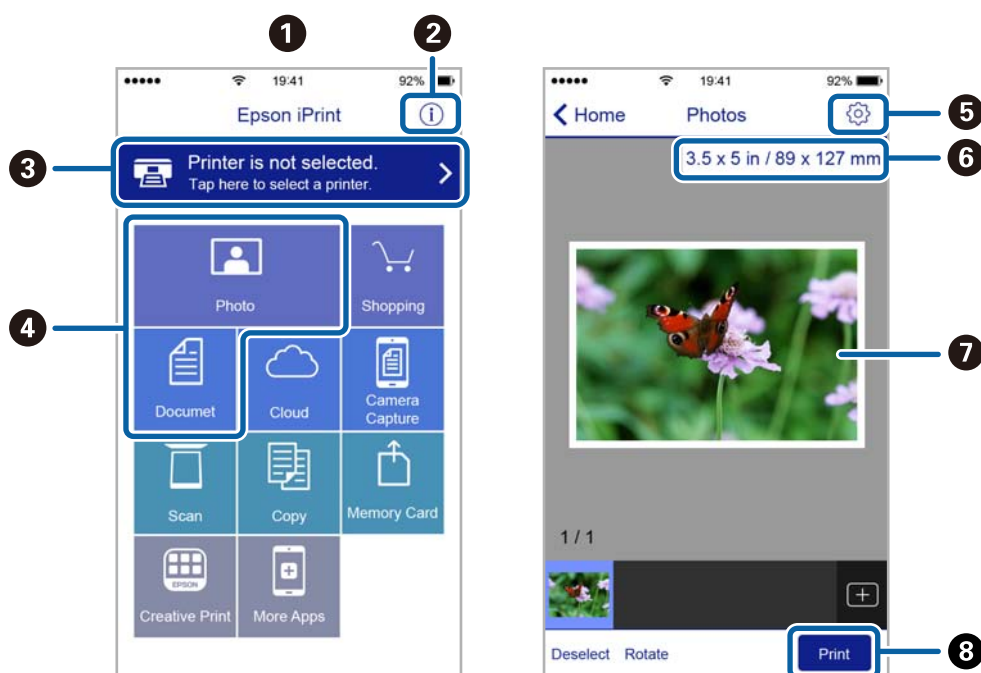 1
2
19:41
92%
Epson iPrint
3
Printer is not selected.
Tap here to select a printer.
4
Photo
Shopping
Documet
Cloud
Camera
Capture
Scan
Copy
Memory Card
EPSON
Creative Print
More Apps
19:41
92%
Home
Photos
5
3.5 x 5 in / 89 x 127 mm
6
7
1 / 1
Deselect
Rotate
Print
8